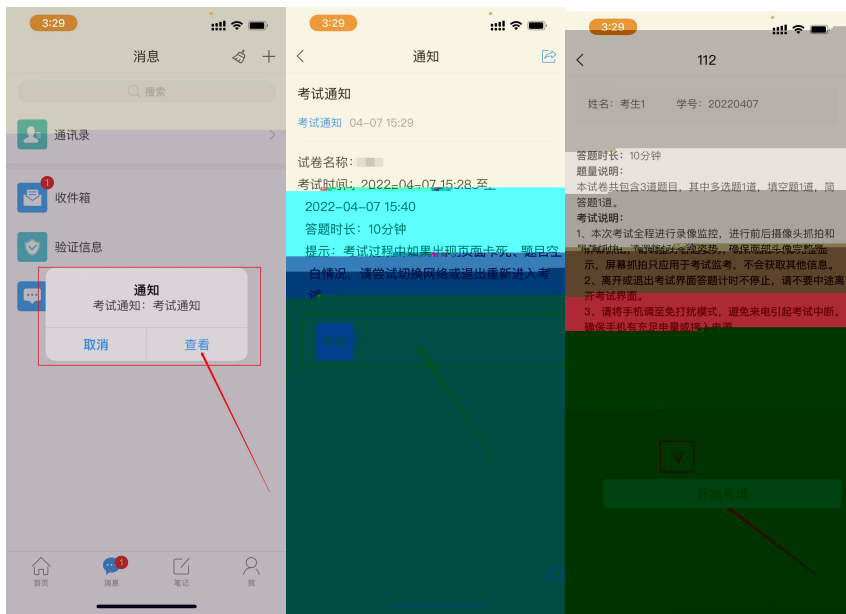 3:29
消息
搜索
通讯录
1
收件箱
验证信息
通知
考试通知：考试通知
取消
查看
首页
1
消息
笔记
我
3:29
通知
考试通知
考试通知 04-07 15:29
试卷名称：
考试时间：2022-04-07 15:28 至
2022-04-07 15:40
答题时长：10分钟
提示：考试过程中如果出现页面卡死、题目空
白情况，请尝试切换网络或退出重新进入考
试
3:29
112
姓名：考生1 学号：20220407
答题时长：10分钟
题量说明：
本试卷共包含3道题目，其中多选题1道，填空题1道，简
答题1道。
考试说明：
1、本次考试全程进行录像监控，进行前后摄像头抓拍和
确保面部头像完整显
示，屏幕抓拍只应用于考试监考，不会获取其他信息。
2、离开或退出考试界面答题计时不停止，请不要中途离
开考试界面。
3、请将手机调至免打扰模式，避免来电引起考试中断。
确保手机有充足电量或接入电源
开始考试